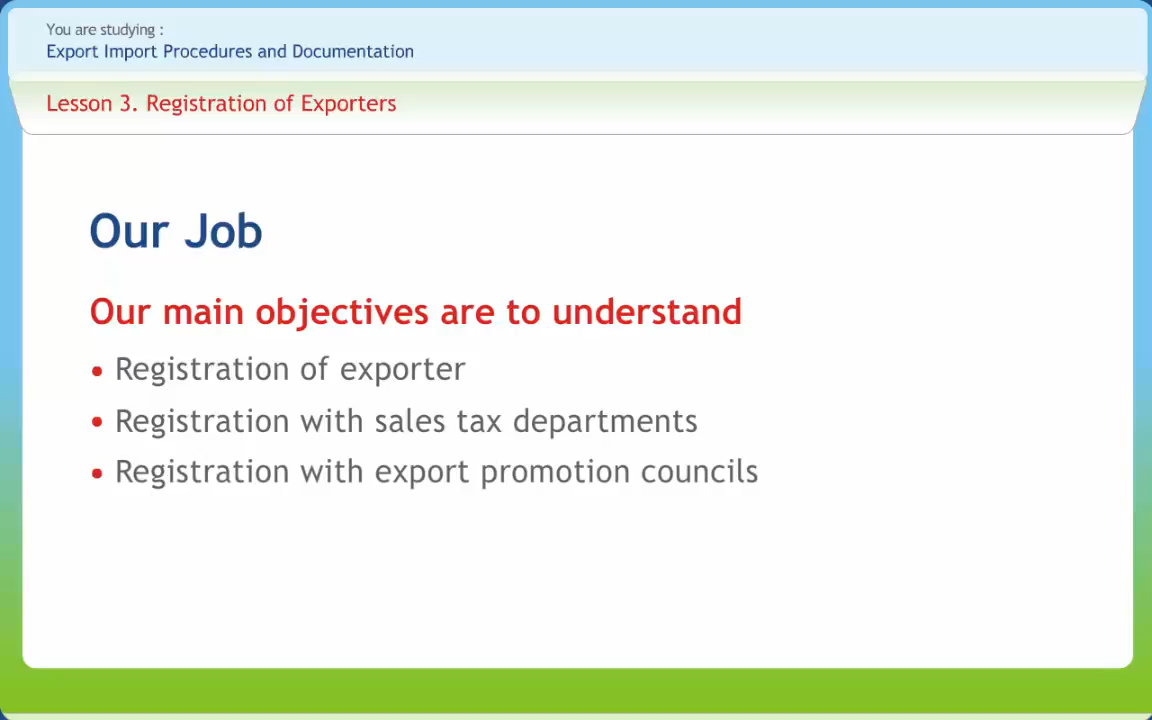 You are studying :
Export Import Procedures and Documentation
Lesson 3. Registration of Exporters
Our Job
Our main objectives are to understand
• Registration of exporter
• Registration with sales tax departments
• Registration with export promotion councils